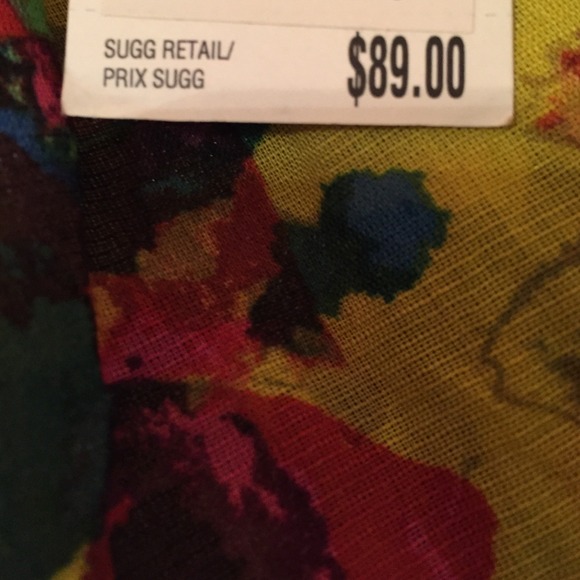 SUGG RETAIL/
PRIX SUGG
$89.00